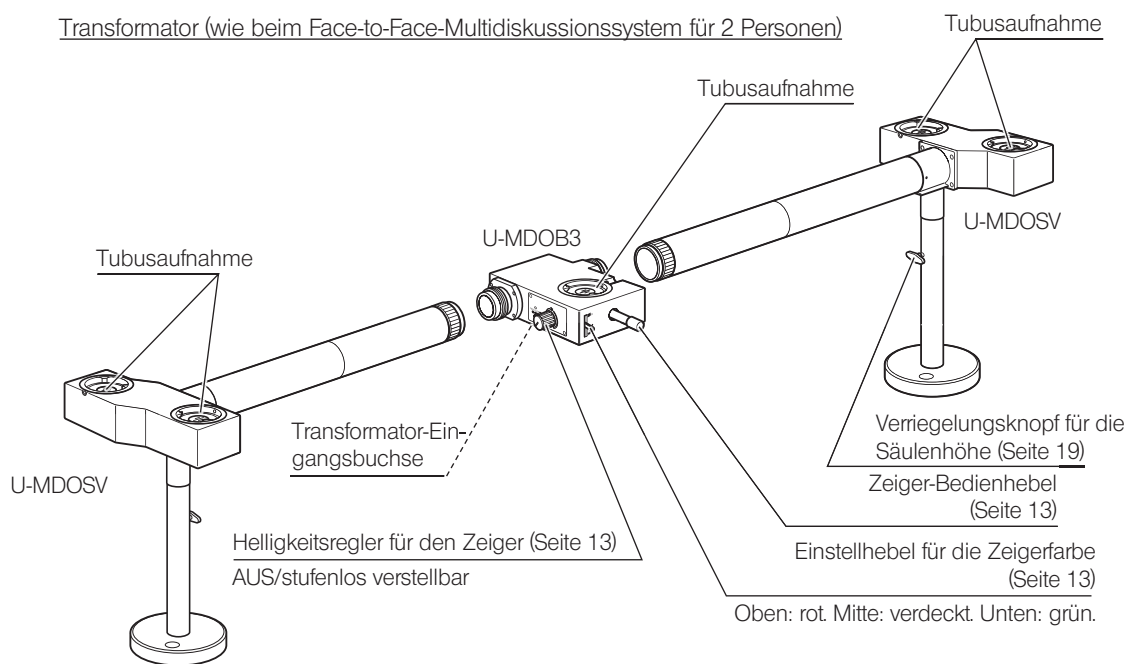 Transformator (wie beim Face-to-Face-Multidiskussionssystem für 2 Personen)
Tubusaufnahme
Tubusaufnahme
U-MDOSV
U-MDOB3
Tubusaufnahme
Transformator-Ein-
gangsbuchse
U-MDOSV
Verriegelungsknopf für die
Säulenhöhe (Seite 19)
Zeiger-Bedienhebel
(Seite 13)
Helligkeitsregler für den Zeiger (Seite 13)
AUS/stufenlos verstellbar
Einstellhebel für die Zeigerfarbe
(Seite 13)
Oben: rot. Mitte: verdeckt. Unten: grün.